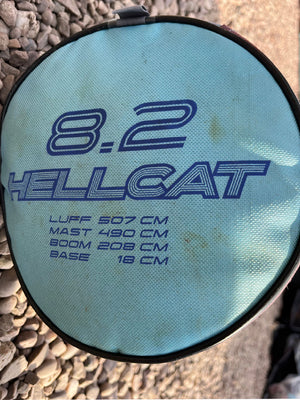 8.2
HELLCAT
LUFF 507 CM
MAST 490 CM
BOOM 208 CM
BASE 18 CM